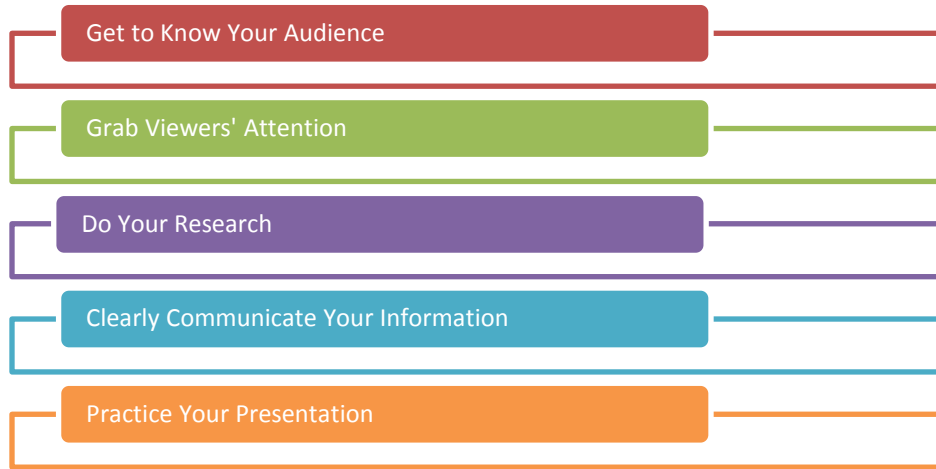 Get to Know Your Audience
Grab Viewers' Attention
Do Your Research
Clearly Communicate Your Information
Practice Your Presentation